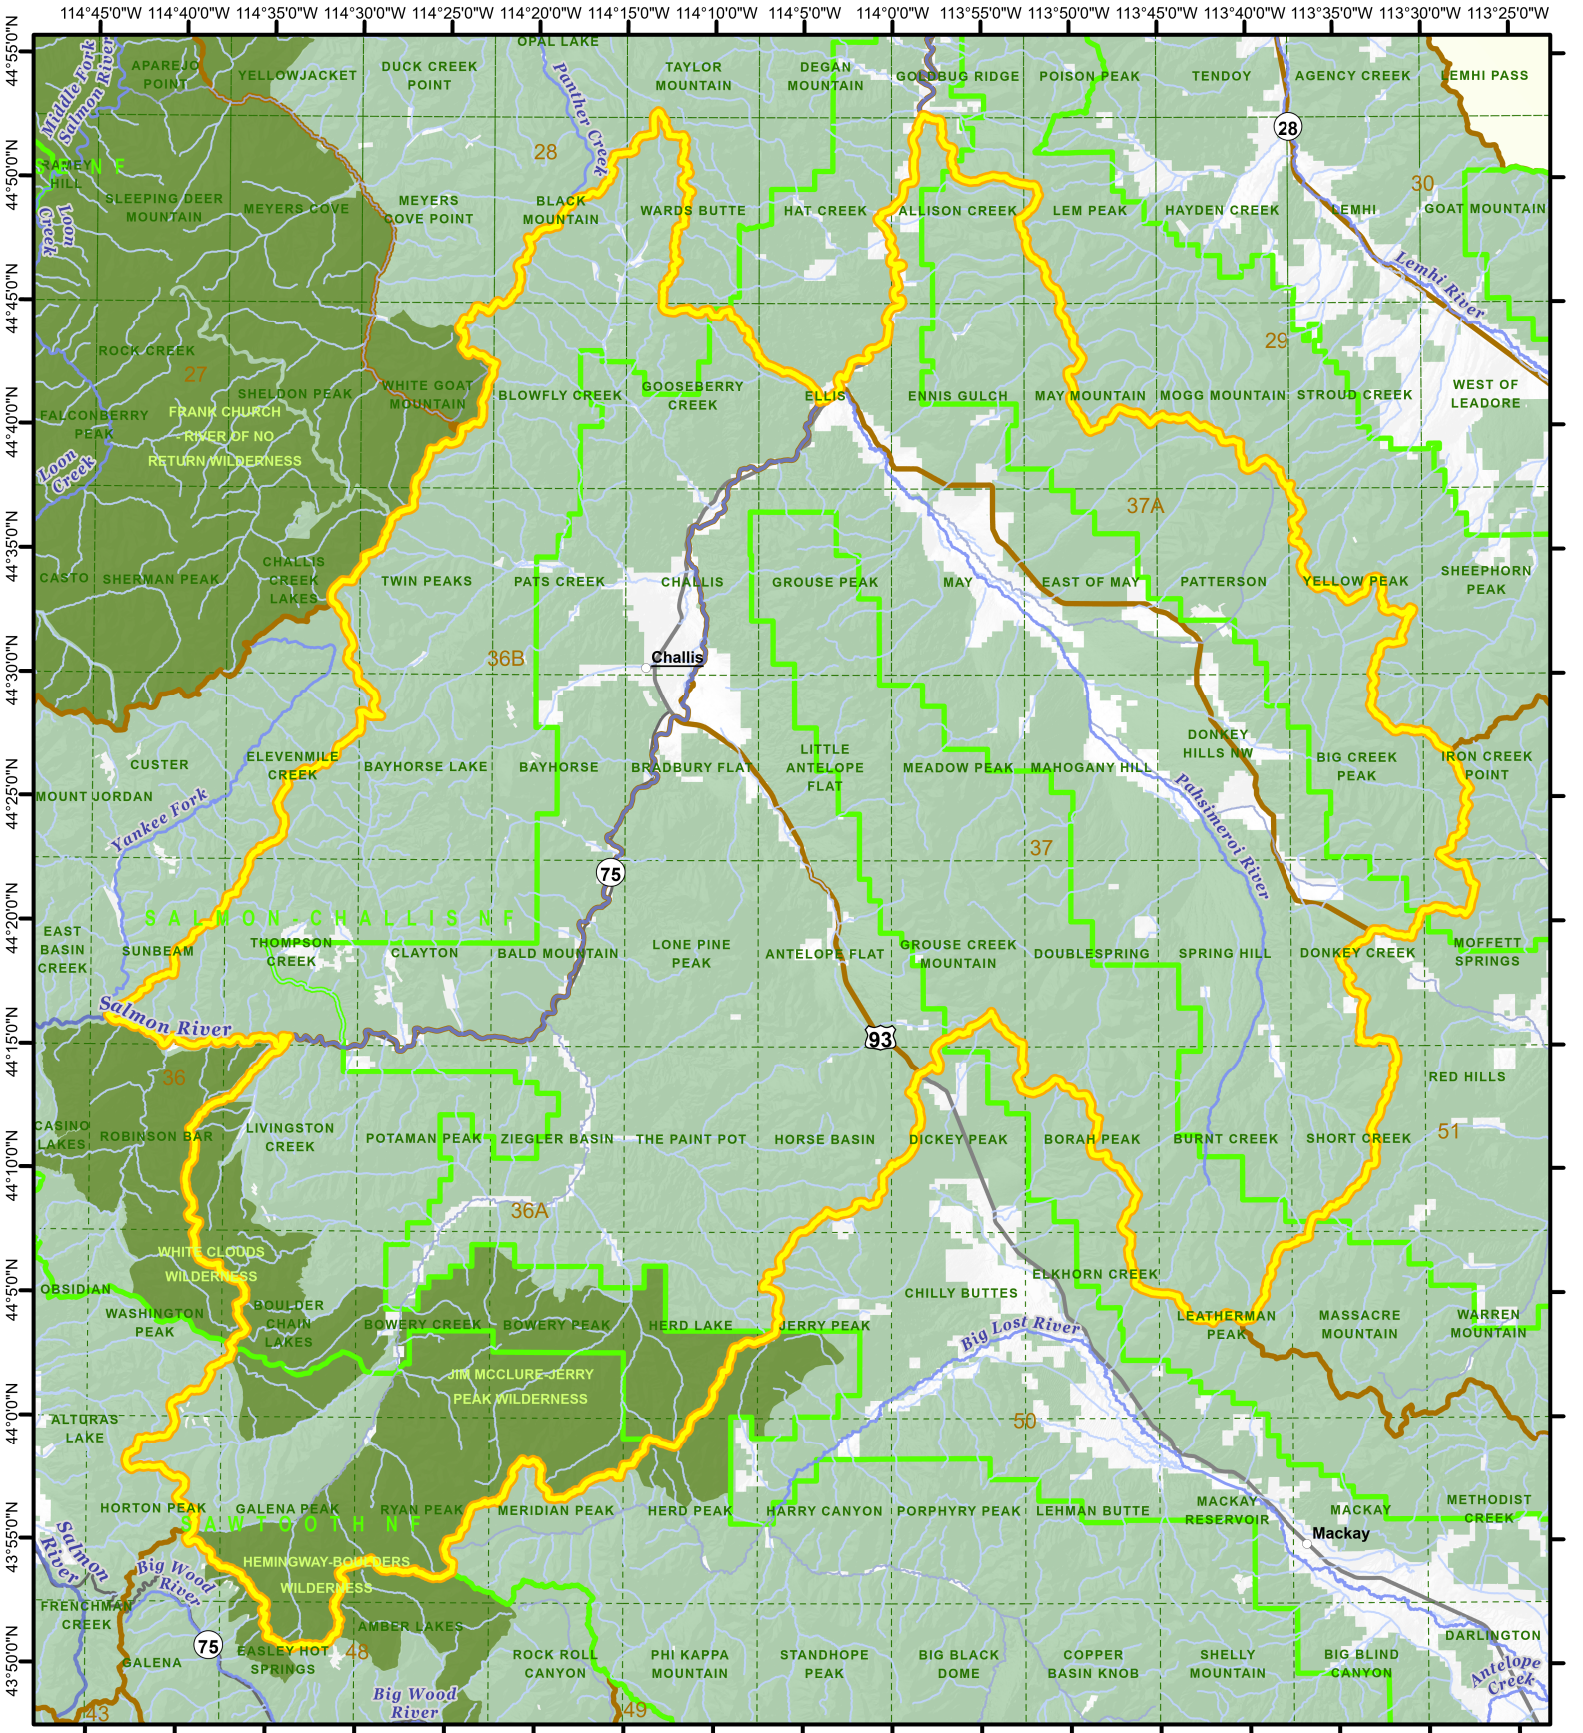 114°45'0"W 114°40'0"W 114°35'0"W 114°30'0"W 114°25'0"W 114°20'0"W 114°15'0"W 114°10'0"W 114°5'0"W 114°0'0"W 113°55'0"W 113°50'0"W 113°45'0"W 113°40'0"W 113°35'0"W 113°30'0"W 113°25'0"W
44°55'0"N
44°50'0"N
44°45'0"N
44°40'0"N
44°35'0"N
44°30'0"N
44°25'0"N
44°20'0"N
44°15'0"N
44°10'0"N
44°5'0"N
44°0'0"N
43°55'0"N
43°50'0"N
Middle Fork
Salmon River
APAREJO
POINT
YELLOWJACKET
DUCK CREEK
POINT
OPAL LAKE
Panther Creek
TAYLOR
MOUNTAIN
DEGAN
MOUNTAIN
GOLDBUG RIDGE
POISON PEAK
TENDOY
AGENCY CREEK
LEMHI PASS
28
28
30
S E N F
RAMEY
HILL
SLEEPING DEER
MOUNTAIN
MEYERS COVE
MEYERS
COVE POINT
BLACK
MOUNTAIN
WARDS BUTTE
HAT CREEK
ALLISON CREEK
LEM PEAK
HAYDEN CREEK
LEMHI
GOAT MOUNTAIN
Loon
Creek
Lemhi River
ROCK CREEK
27
29
SHELDON PEAK
WHITE GOAT
MOUNTAIN
BLOWFLY CREEK
GOOSEBERRY
CREEK
ELLIS
ENNIS GULCH
MAY MOUNTAIN
MOGG MOUNTAIN
STROUD CREEK
WEST OF
LEADORE
FALCONBERRY
PEAK
FRANK CHURCH
- RIVER OF NO
RETURN WILDERNESS
Loon
Creek
37A
CASTO
SHERMAN PEAK
CHALLIS
CREEK
LAKES
TWIN PEAKS
PATS CREEK
CHALLIS
GROUSE PEAK
MAY
EAST OF MAY
PATTERSON
YELLOW PEAK
SHEEPHORN
PEAK
36B
Challis
CUSTER
ELEVENMILE
CREEK
BAYHORSE LAKE
BAYHORSE
BRADBURY FLAT
LITTLE
ANTELOPE
FLAT
MEADOW PEAK
MAHOGANY HILL
DONKEY
HILLS NW
BIG CREEK
PEAK
IRON CREEK
POINT
MOUNT JORDAN
Yankee Fork
Pahsimeroi River
75
37
SALMON-CHALLIS NF
EAST
BASIN
CREEK
SUNBEAM
THOMPSON
CREEK
CLAYTON
BALD MOUNTAIN
LONE PINE
PEAK
ANTELOPE FLAT
GROUSE CREEK
MOUNTAIN
DOUBLESPRING
SPRING HILL
DONKEY CREEK
MOFFETT
SPRINGS
Salmon River
93
36
RED HILLS
CASINO
LAKES
ROBINSON BAR
LIVINGSTON
CREEK
POTAMAN PEAK
ZIEGLER BASIN
THE PAINT POT
HORSE BASIN
DICKEY PEAK
BORAH PEAK
BURNT CREEK
SHORT CREEK
51
36A
WHITE CLOUDS
WILDERNESS
OBSIDIAN
WASHINGTON
PEAK
BOULDER
CHAIN
LAKES
BOWERY CREEK
BOWERY PEAK
HERD LAKE
JERRY PEAK
CHILLY BUTTES
ELKHORN CREEK
LEATHERMAN
PEAK
MASSACRE
MOUNTAIN
WARREN
MOUNTAIN
Big Lost River
JIM MCCLURE-JERRY
PEAK WILDERNESS
ALTURAS
LAKE
50
HORTON PEAK
GALENA PEAK
RYAN PEAK
MERIDIAN PEAK
HERD PEAK
HARRY CANYON
PORPHYRY PEAK
LEHMAN BUTTE
MACKAY
RESERVOIR
MACKAY
METHODIST
CREEK
SAWTOOTH NF
Mackay
Salmon
River
Big Wood
River
HEMINGWAY-BOULDERS
WILDERNESS
FRENCHMAN
CREEK
75
AMBER LAKES
GALENA
EASLEY HOT
SPRINGS
48
ROCK ROLL
CANYON
PHI KAPPA
MOUNTAIN
STANDHOPE
PEAK
BIG BLACK
DOME
COPPER
BASIN KNOB
SHELLY
MOUNTAIN
BIG BLIND
CANYON
DARLINGTON
Antelope
Creek
Big Wood
River
43
49